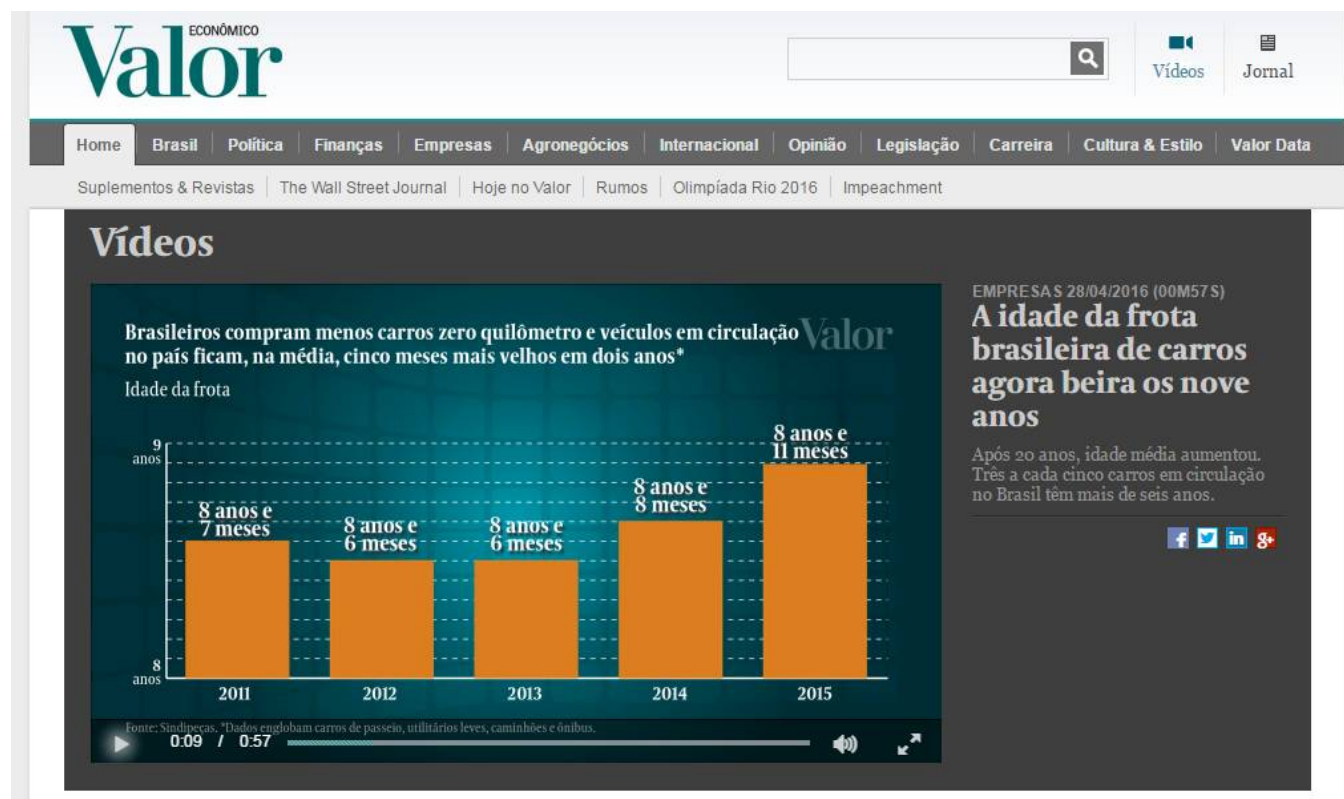 ECONÔMICO
Valor
Vídeos
Jornal
Home Brasil Política Finanças Empresas Agronegócios Internacional Opinião Legislação Carreira Cultura & Estilo Valor Data
Suplementos & Revistas The Wall Street Journal Hoje no Valor Rumos Olimpíada Rio 2016 Impeachment
Vídeos
Brasileiros compram menos carros zero quilômetro e veículos em circulação
no país ficam, na média, cinco meses mais velhos em dois anos*
Valor
Idade da frota
9
anos
8 anos e
7 meses
8 anos e
6 meses
8 anos e
6 meses
8 anos e
8 meses
8 anos e
11 meses
8
anos
2011 2012 2013 2014 2015
Fonte: Sindipeças. *Dados englobam carros de passeio, utilitários leves, caminhões e ônibus.
0:09 / 0:57
EMPRESAS 28/04/2016 (00M57S)
A idade da frota
brasileira de carros
agora beira os nove
anos
Após 20 anos, idade média aumentou.
Três a cada cinco carros em circulação
no Brasil têm mais de seis anos.
f in g+